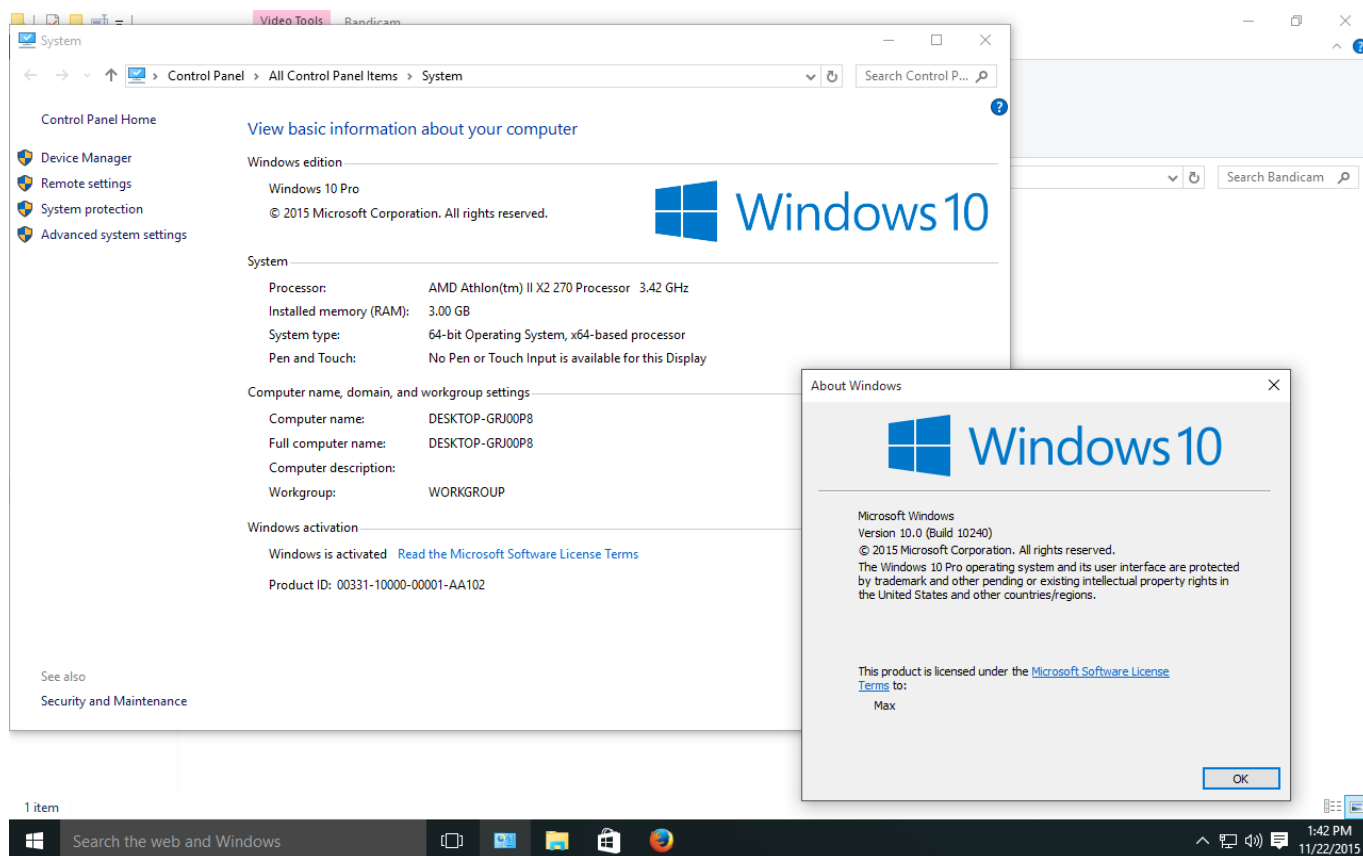 Video Tools Bandicam
System
Control Panel > All Control Panel Items > System
Search Control P...
Control Panel Home
Device Manager
Remote settings
System protection
Advanced system settings
See also
Security and Maintenance
View basic information about your computer
Windows edition
Windows 10 Pro
© 2015 Microsoft Corporation. All rights reserved.
Windows 10
System
Processor: AMD Athlon(tm) II X2 270 Processor 3.42 GHz
Installed memory (RAM): 3.00 GB
System type: 64-bit Operating System, x64-based processor
Pen and Touch: No Pen or Touch Input is available for this Display
Computer name, domain, and workgroup settings
Computer name: DESKTOP-GRJ00P8
Full computer name: DESKTOP-GRJ00P8
Computer description:
Workgroup: WORKGROUP
Windows activation
Windows is activated Read the Microsoft Software License Terms
Product ID: 00331-10000-00001-AA102
Search Bandicam
About Windows
Windows 10
Microsoft Windows
Version 10.0 (Build 10240)
© 2015 Microsoft Corporation. All rights reserved.
The Windows 10 Pro operating system and its user interface are protected
by trademark and other pending or existing intellectual property rights in
the United States and other countries/regions.
This product is licensed under the Microsoft Software License
Terms to:
Max
OK
1 item
Search the web and Windows
1:42 PM
11/22/2015